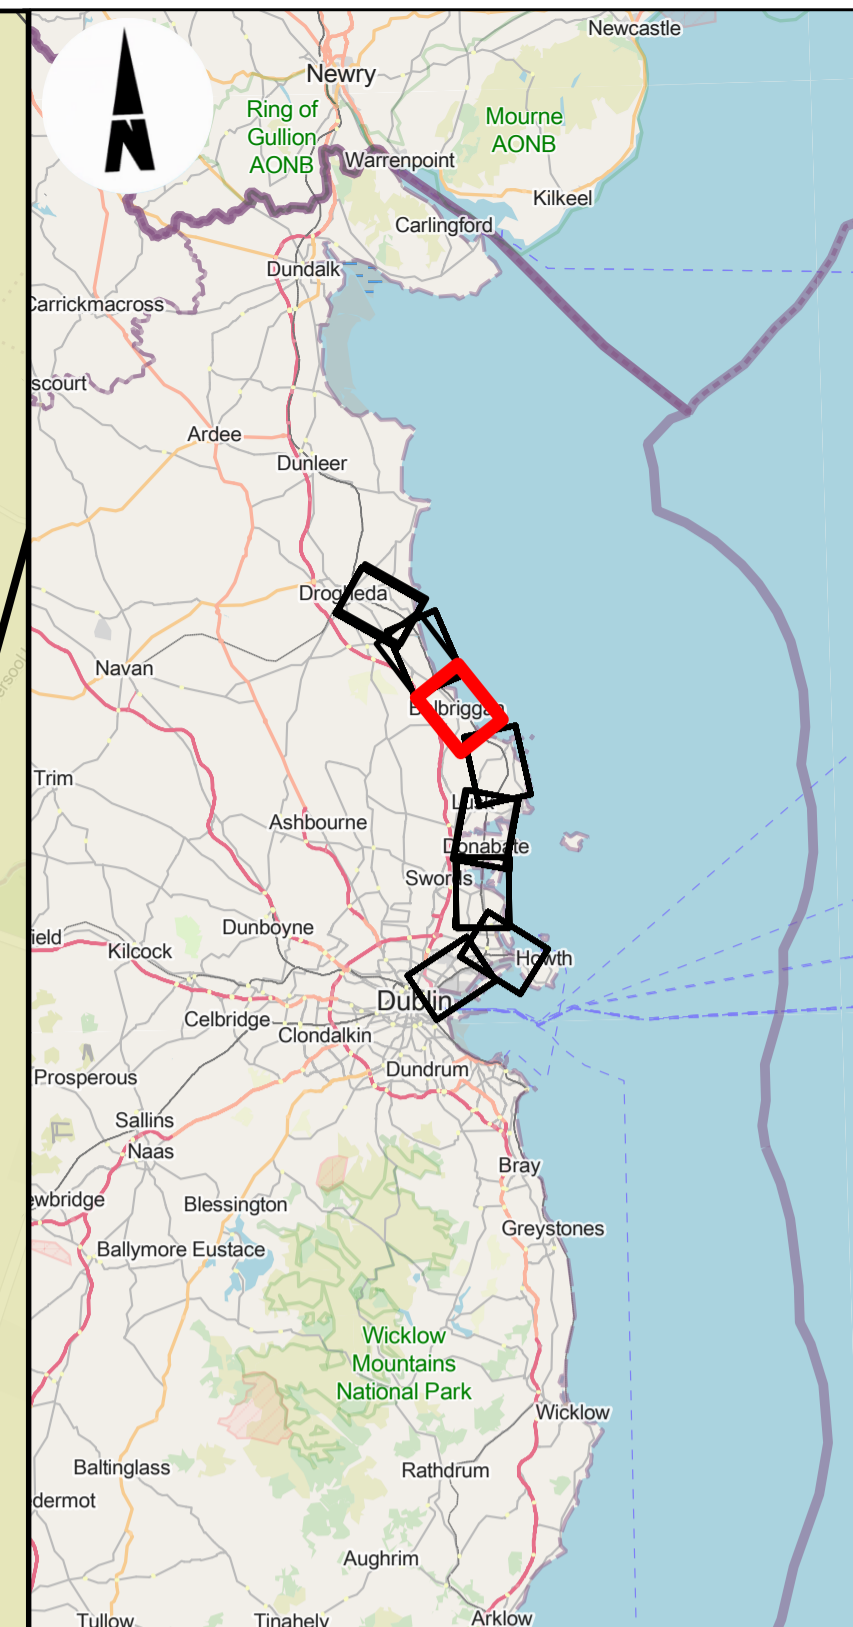 Newcastle
Newry
Ring of
Gullion
AONB
Mourne
AONB
Warrenpoint
Kilkeel
Carlingford
Dundalk
Carrickmacross
scourt
Ardee
Dunleer
Drogheda
Navan
Balbriggan
Trim
Lusk
Ashbourne
Donabate
Swords
Dunboyne
ield
Kilcock
Howth
Dublin
Celbridge
Clondalkin
Dundrum
Prosperous
Sallins
Naas
Bray
ewbridge
Blessington
Greystones
Ballymore Eustace
Wicklow
Mountains
National Park
Wicklow
Baltinglass
Rathdrum
dermot
Aughrim
Tullow
Tinahely
Arklow
N